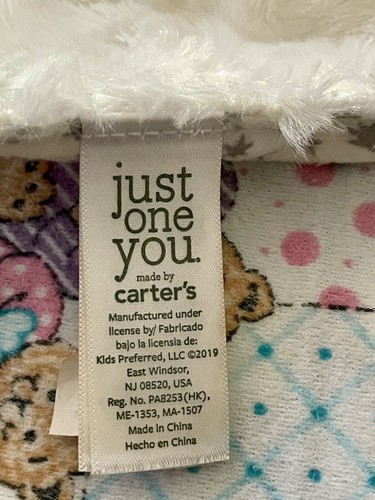 just
one
you.
made by
carter's
Manufactured under
license by/ Fabricado
bajo la licensia de:
Kids Preferred, LLC ©2019
East Windsor,
NJ 08520, USA
Reg. No. PA8253(HK),
ME-1353, MA-1507
Made in China
Hecho en China